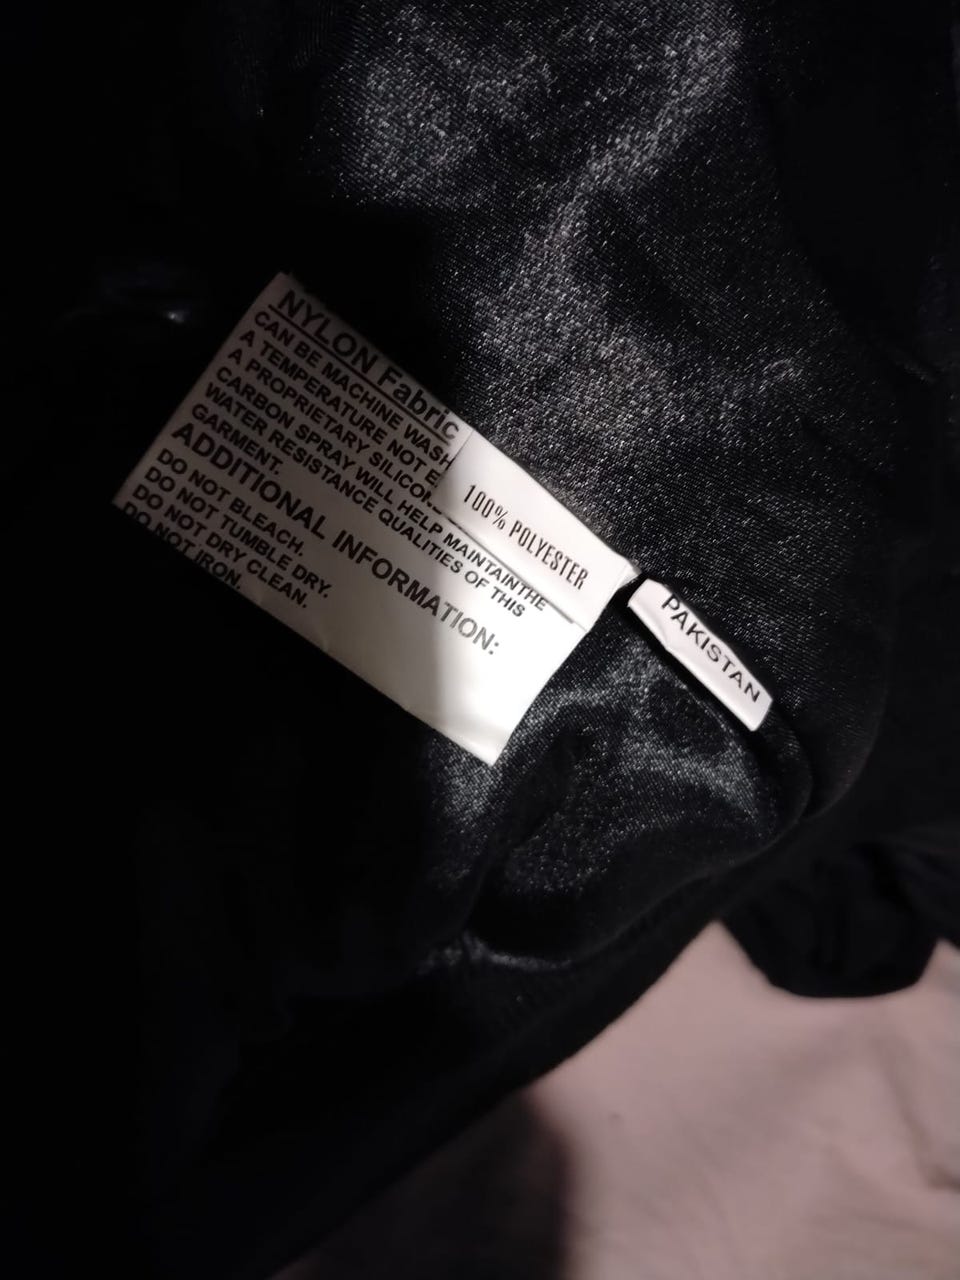 NYLON Fabric
CAN BE MACHINE WASH
A TEMPERATURE NOT
A PROPRIETARY SILICON
CARBON SPRAY WILL HELP MAINTAINTHE
WATER RESISTANCE QUALITIES OF THIS
GARMENT.
ADDITIONAL INFORMATION:
DO NOT BLEACH.
DO NOT TUMBLE DRY.
DO NOT DRY CLEAN.
DO NOT IRON.
100% POLYESTER
PAKISTAN